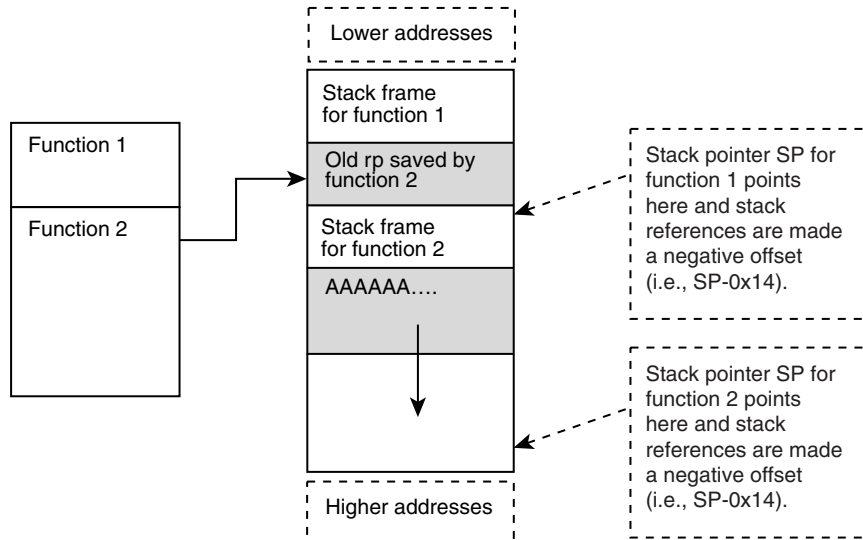 Lower addresses
Stack frame
for function 1
Function 1
Old rp saved by
function 2
Function 2
Stack frame
for function 2
AAAAAA....
Stack pointer SP for
function 1 points
here and stack
references are made
a negative offset
(i.e., SP-0x14).
Stack pointer SP for
function 2 points
here and stack
references are made
a negative offset
(i.e., SP-0x14).
Higher addresses